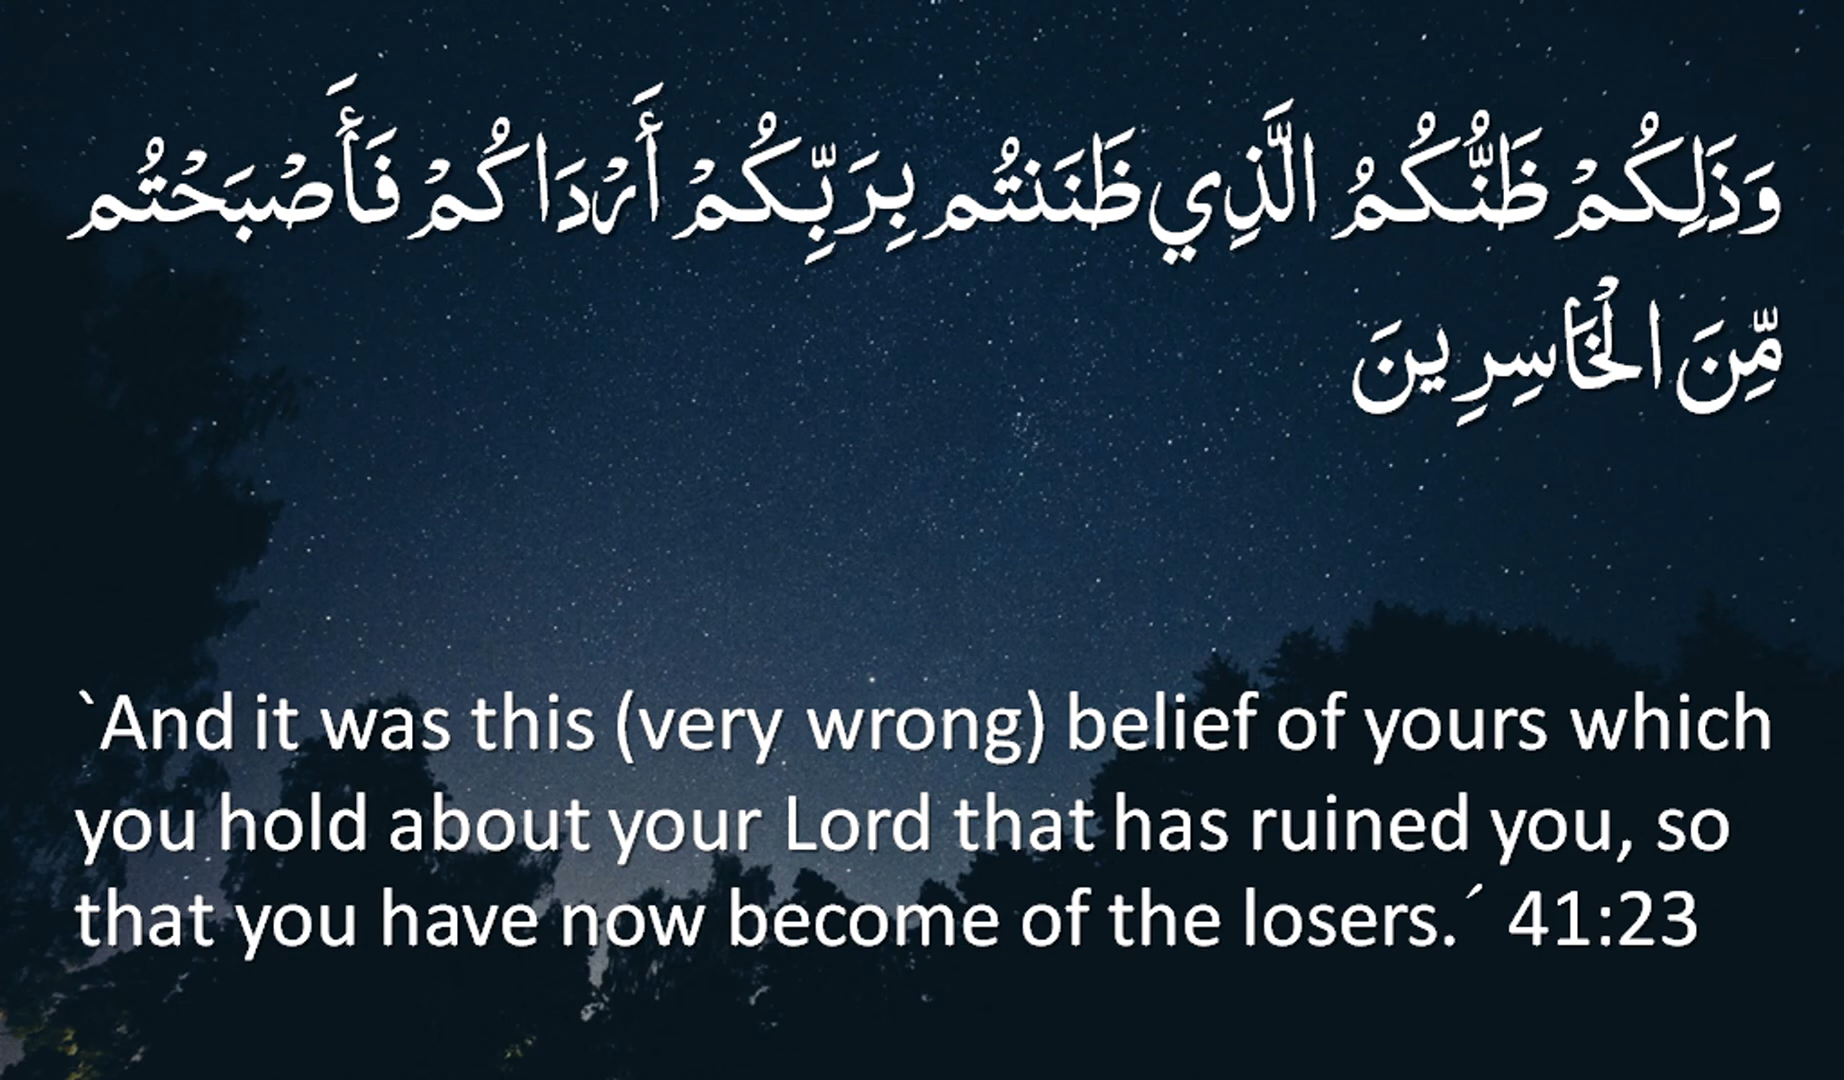 وَذَلِكُمْ ظَنُّكُمُ الَّذِي ظَنَنتُم بِرَبِّكُمْ أَرْدَاكُمْ فَأَصْبَحْتُم
مِّنَ الْخَاسِرِينَ
`And it was this (very wrong) belief of yours which
you hold about your Lord that has ruined you, so
that you have now become of the losers.´ 41:23